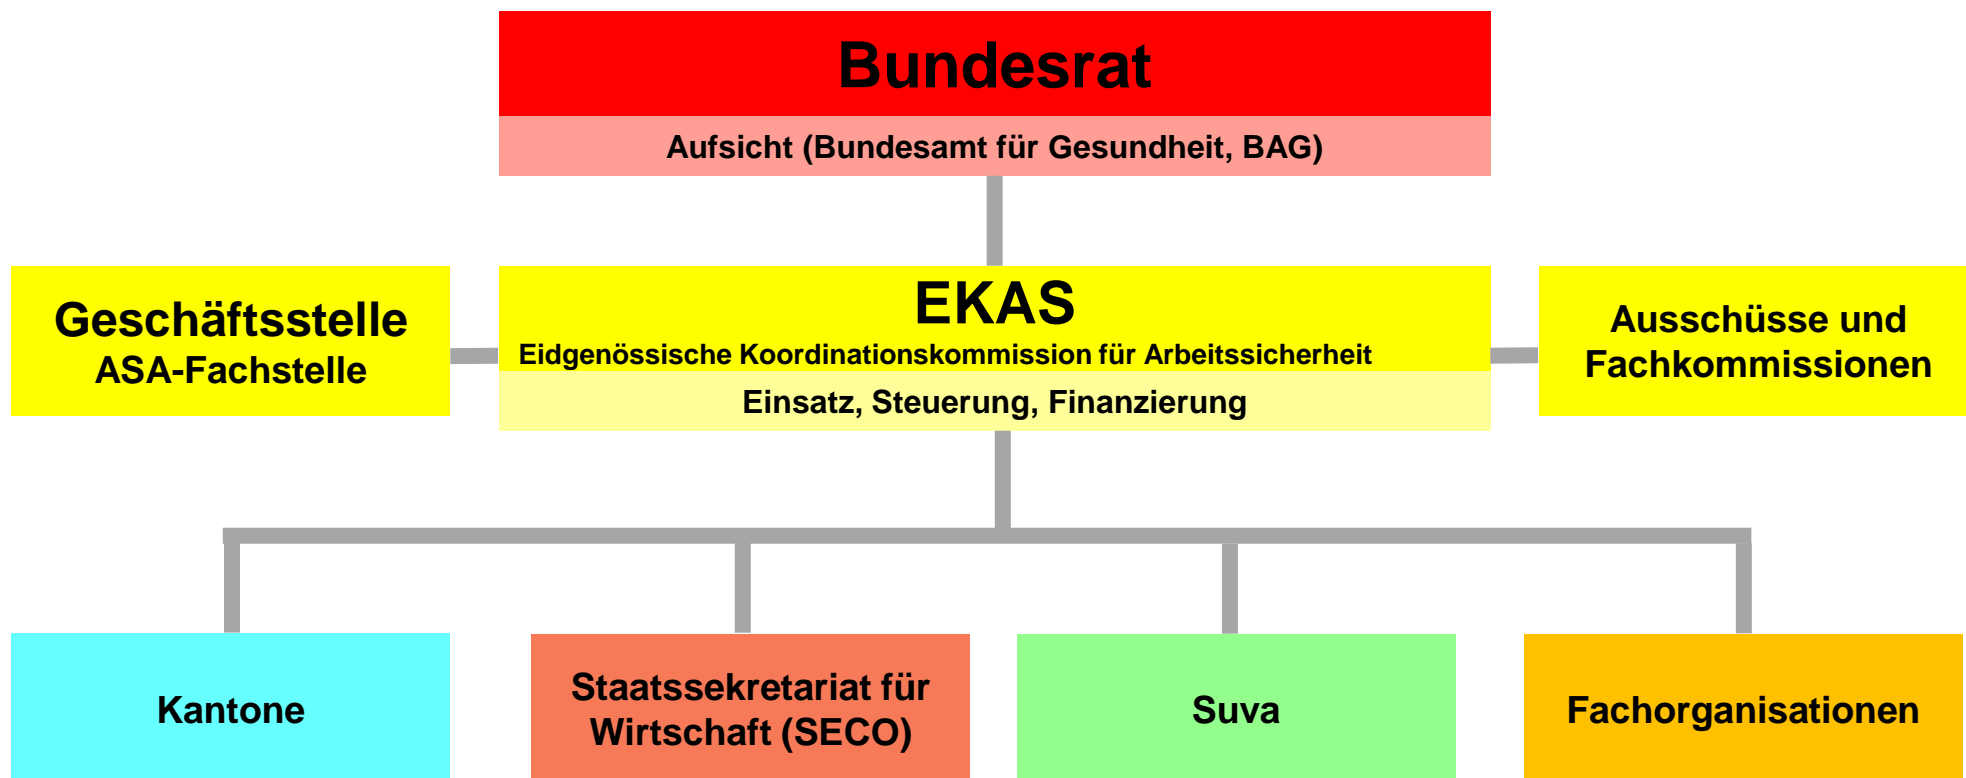 Bundesrat
Aufsicht (Bundesamt für Gesundheit, BAG)
Geschäftsstelle
ASA-Fachstelle
EKAS
Eidgenössische Koordinationskommission für Arbeitssicherheit
Einsatz, Steuerung, Finanzierung
Ausschüsse und
Fachkommissionen
Kantone
Staatssekretariat für
Wirtschaft (SECO)
Suva
Fachorganisationen